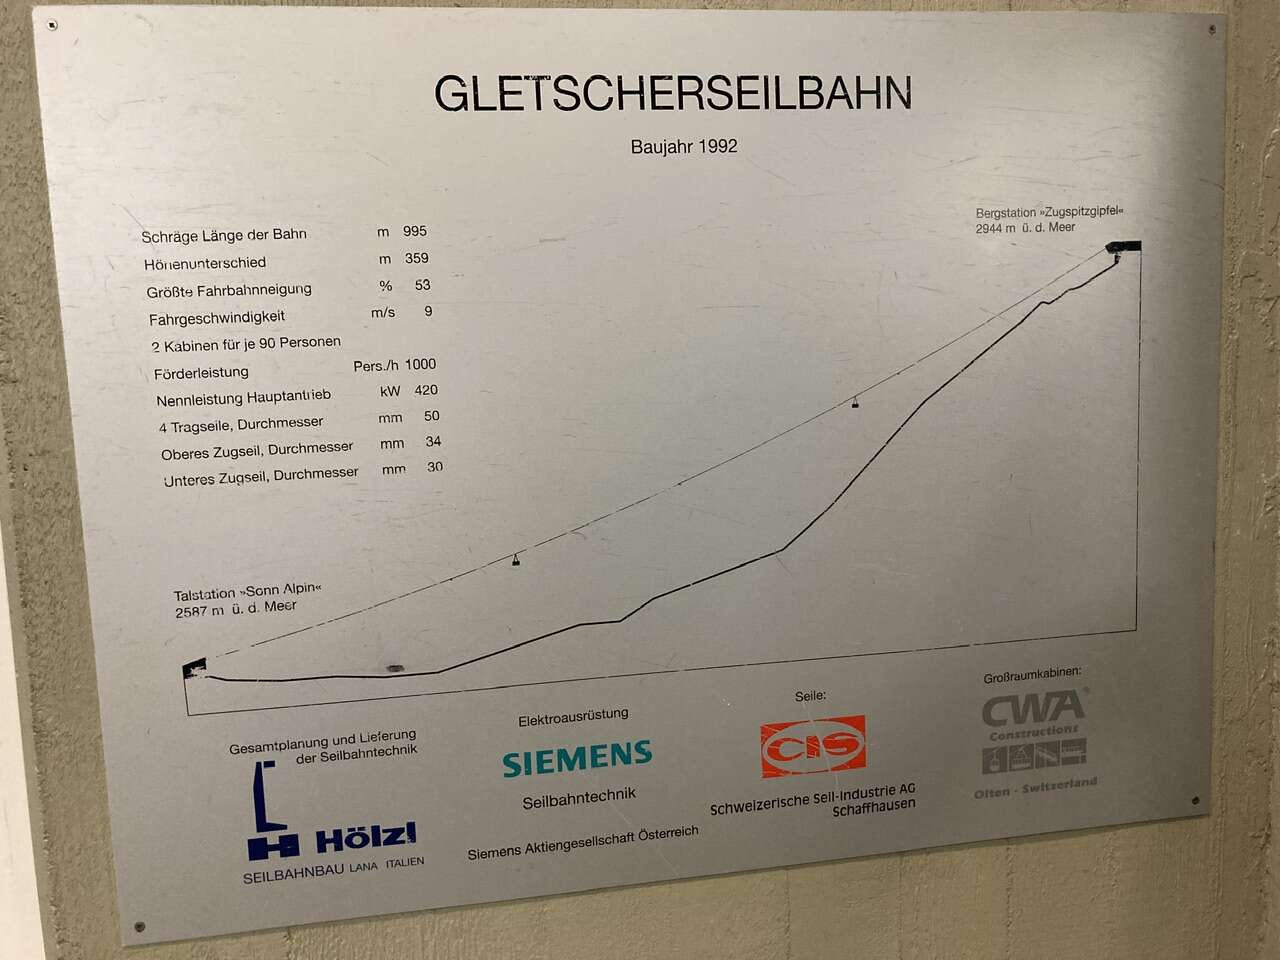 GLETSCHERSEILBAHN
Baujahr 1992
Schräge Länge der Bahn m 995
Höhenunterschied m 359
Größte Fahrbahnneigung % 53
Fahrgeschwindigkeit m/s 9
2 Kabinen für je 90 Personen
Förderleistung Pers./h 1000
Nennleistung Hauptantrieb kW 420
4 Tragseile, Durchmesser mm 50
Oberes Zugseil, Durchmesser mm 34
Unteres Zugseil, Durchmesser mm 30
Bergstation »Zugspitzgipfel«
2944 m ü. d. Meer
Talstation »Sonn Alpin«
2587 m ü. d. Meer
Gesamtplanung und Lieferung
der Seilbahntechnik
Hölzl
SEILBAHNBAU LANA ITALIEN
Elektroausrüstung
SIEMENS
Seilbahntechnik
Siemens Aktiengesellschaft Österreich
Seile:
CIS
Schweizerische Seil-Industrie AG
Schaffhausen
Großraumkabinen:
CWA
Constructions
Olten - Switzerland